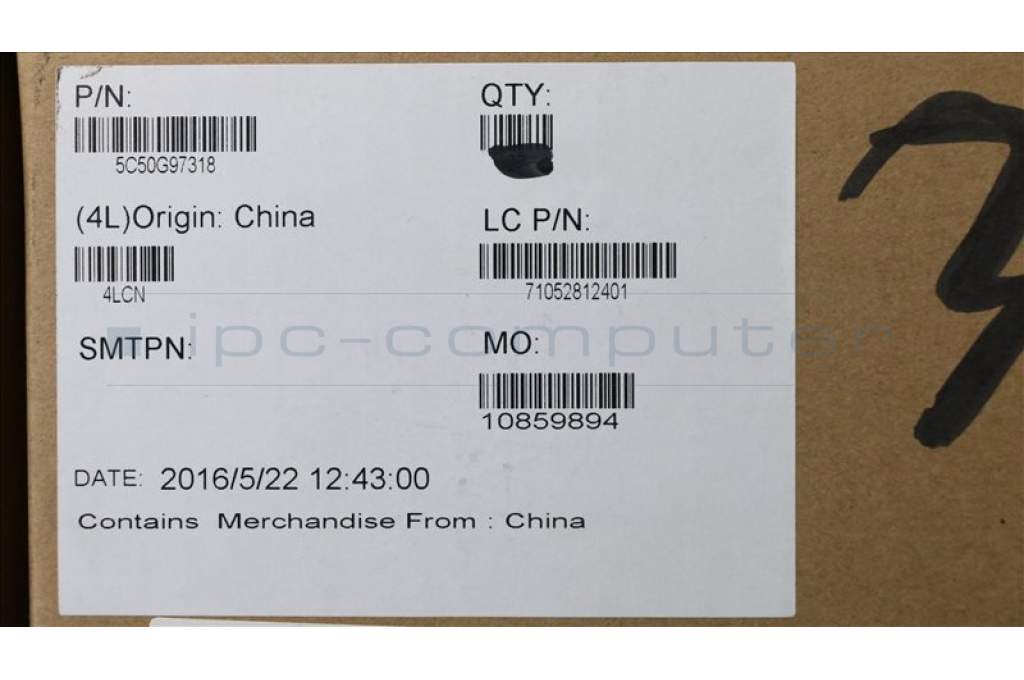 P/N:
5C50G97318
QTY:
(4L)Origin: China
4LCN
LC P/N:
71052812401
ipc-computer
SMTPN:
MO:
10859894
DATE: 2016/5/22 12:43:00
Contains Merchandise From : China